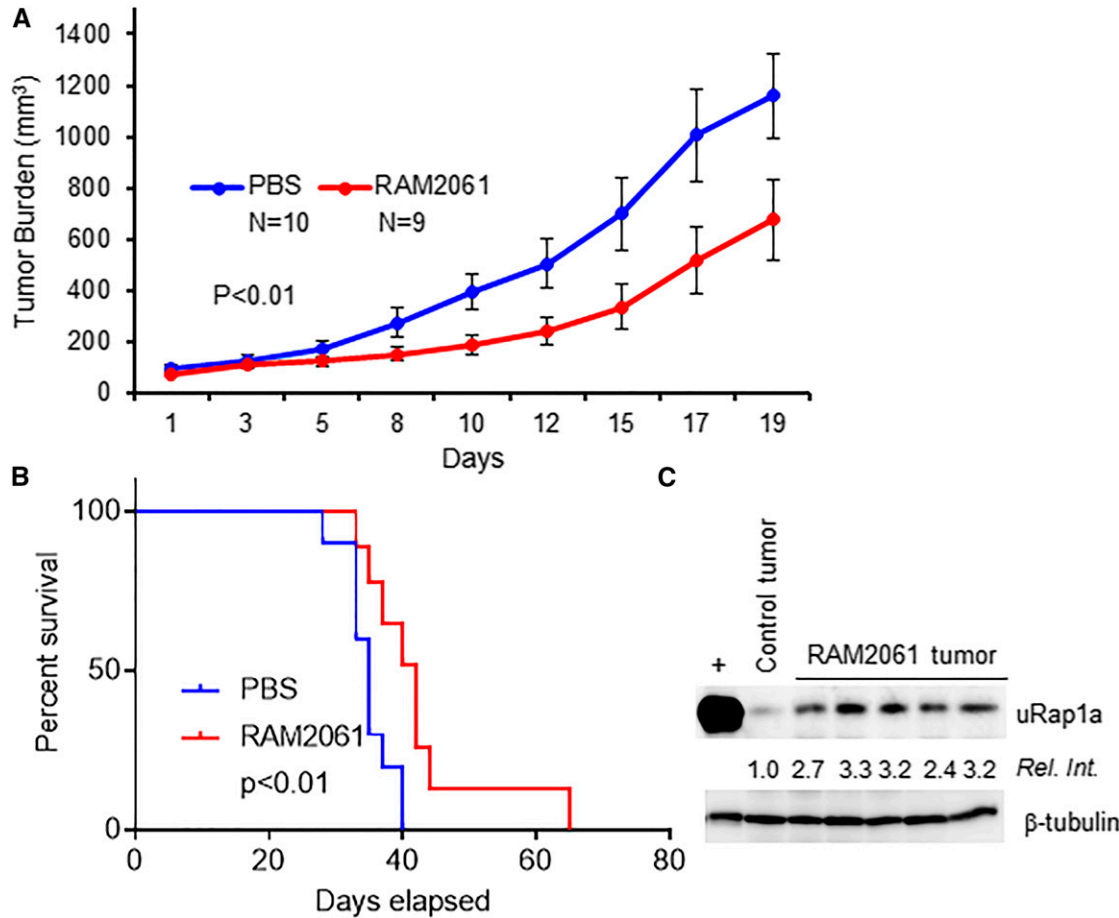 A
1400
1200
1000
800
600
400
200
0
Tumor Burden (mm³)
PBS RAM2061
N=10 N=9
P<0.01
1 3 5 8 10 12 15 17 19
Days
B
100
50
0
Percent survival
PBS
RAM2061
p<0.01
0 20 40 60 80
Days elapsed
C
+ Control tumor RAM2061 tumor
uRap1a
1.0 2.7 3.3 3.2 2.4 3.2 Rel. Int.
β-tubulin